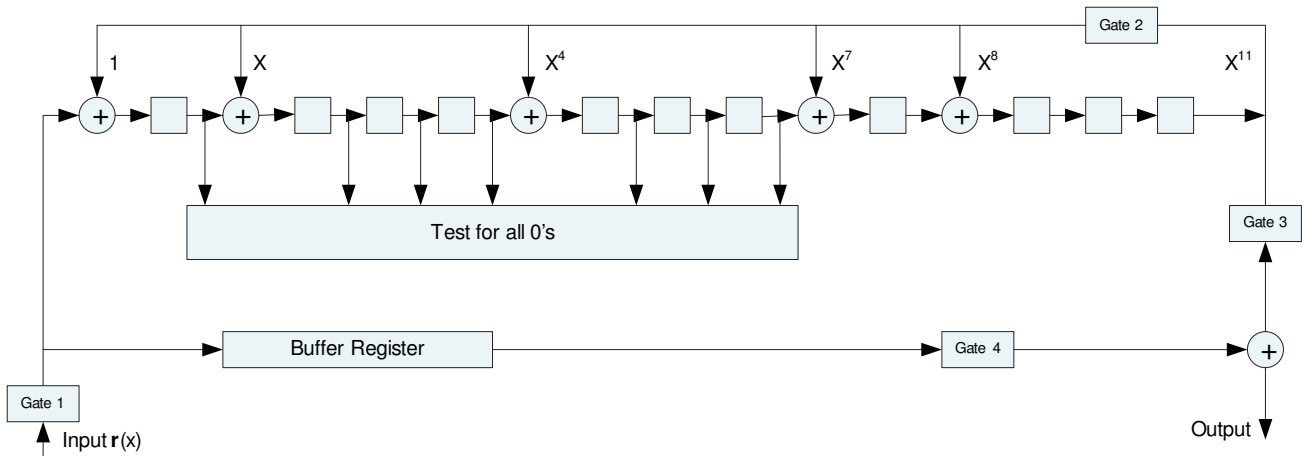 Gate 2
1
X
X⁴
X⁷
X⁸
X¹¹
+
+
+
+
+
Test for all 0's
Gate 3
Buffer Register
Gate 4
+
Gate 1
Input r(x)
Output